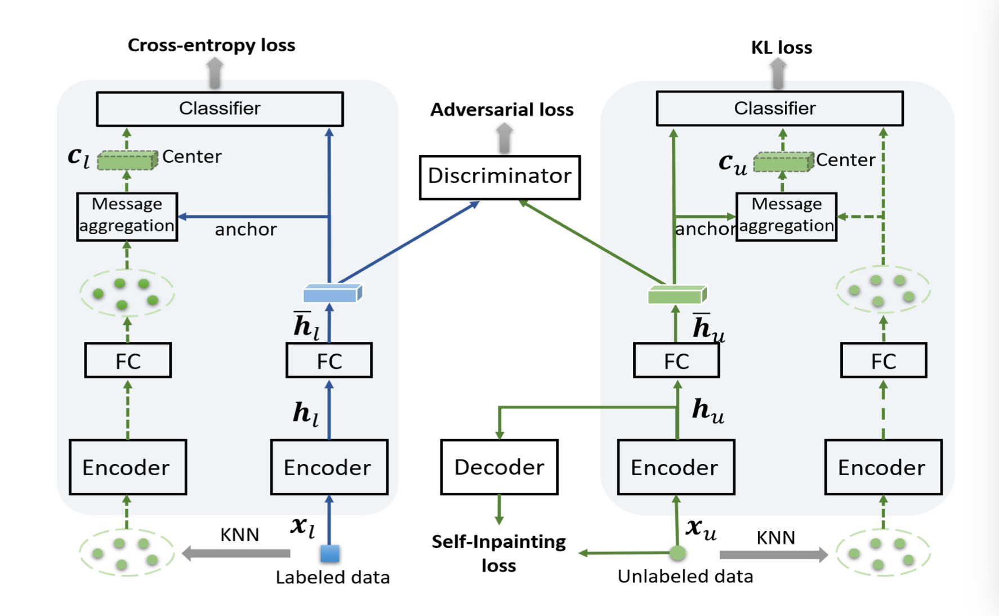 Cross-entropy loss
KL loss
Classifier
Adversarial loss
Classifier
c_l
Center
Discriminator
c_u
Center
Message
aggregation
anchor
anchor
Message
aggregation
h̅_l
h̅_u
FC
FC
FC
FC
h_l
h_u
Encoder
Encoder
Decoder
Encoder
Encoder
KNN
x_l
Self-Inpainting
loss
x_u
KNN
Labeled data
Unlabeled data